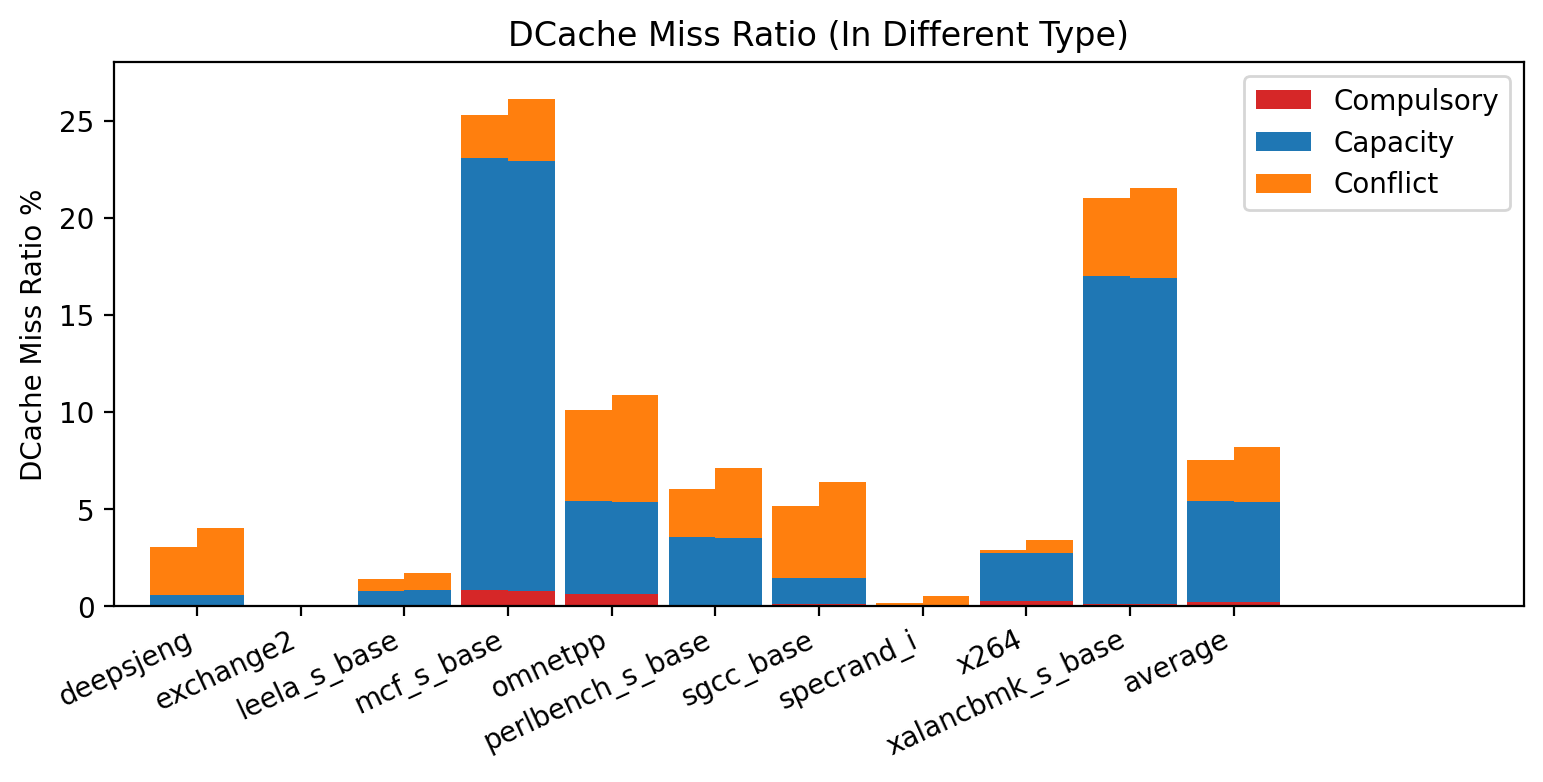 DCache Miss Ratio (In Different Type)
DCache Miss Ratio %
25
20
15
10
5
0
Compulsory
Capacity
Conflict
deepsjeng
exchange2
leela_s_base
mcf_s_base
omnetpp
perlbench_s_base
sgcc_base
specrand_i
x264
xalancbmk_s_base
average